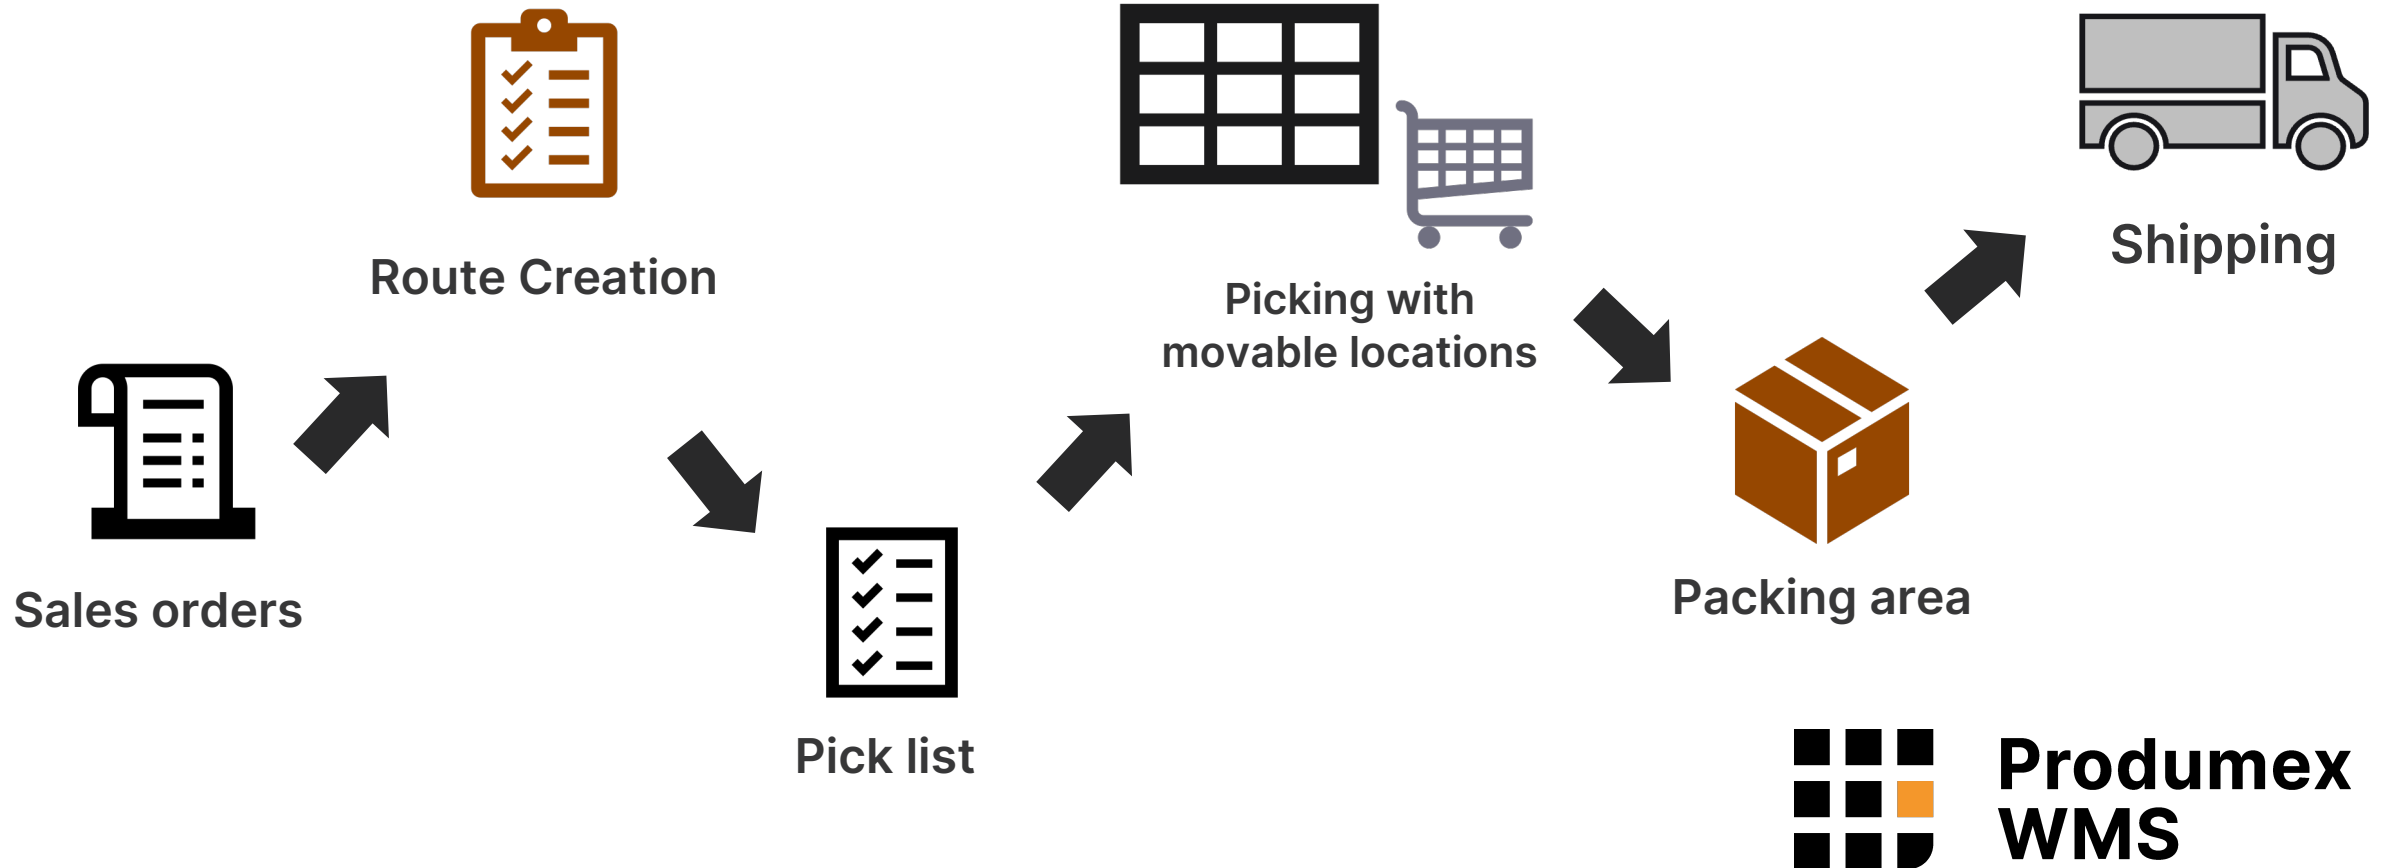 Sales orders
Route Creation
Pick list
Picking with
movable locations
Packing area
Shipping
Produmex
WMS